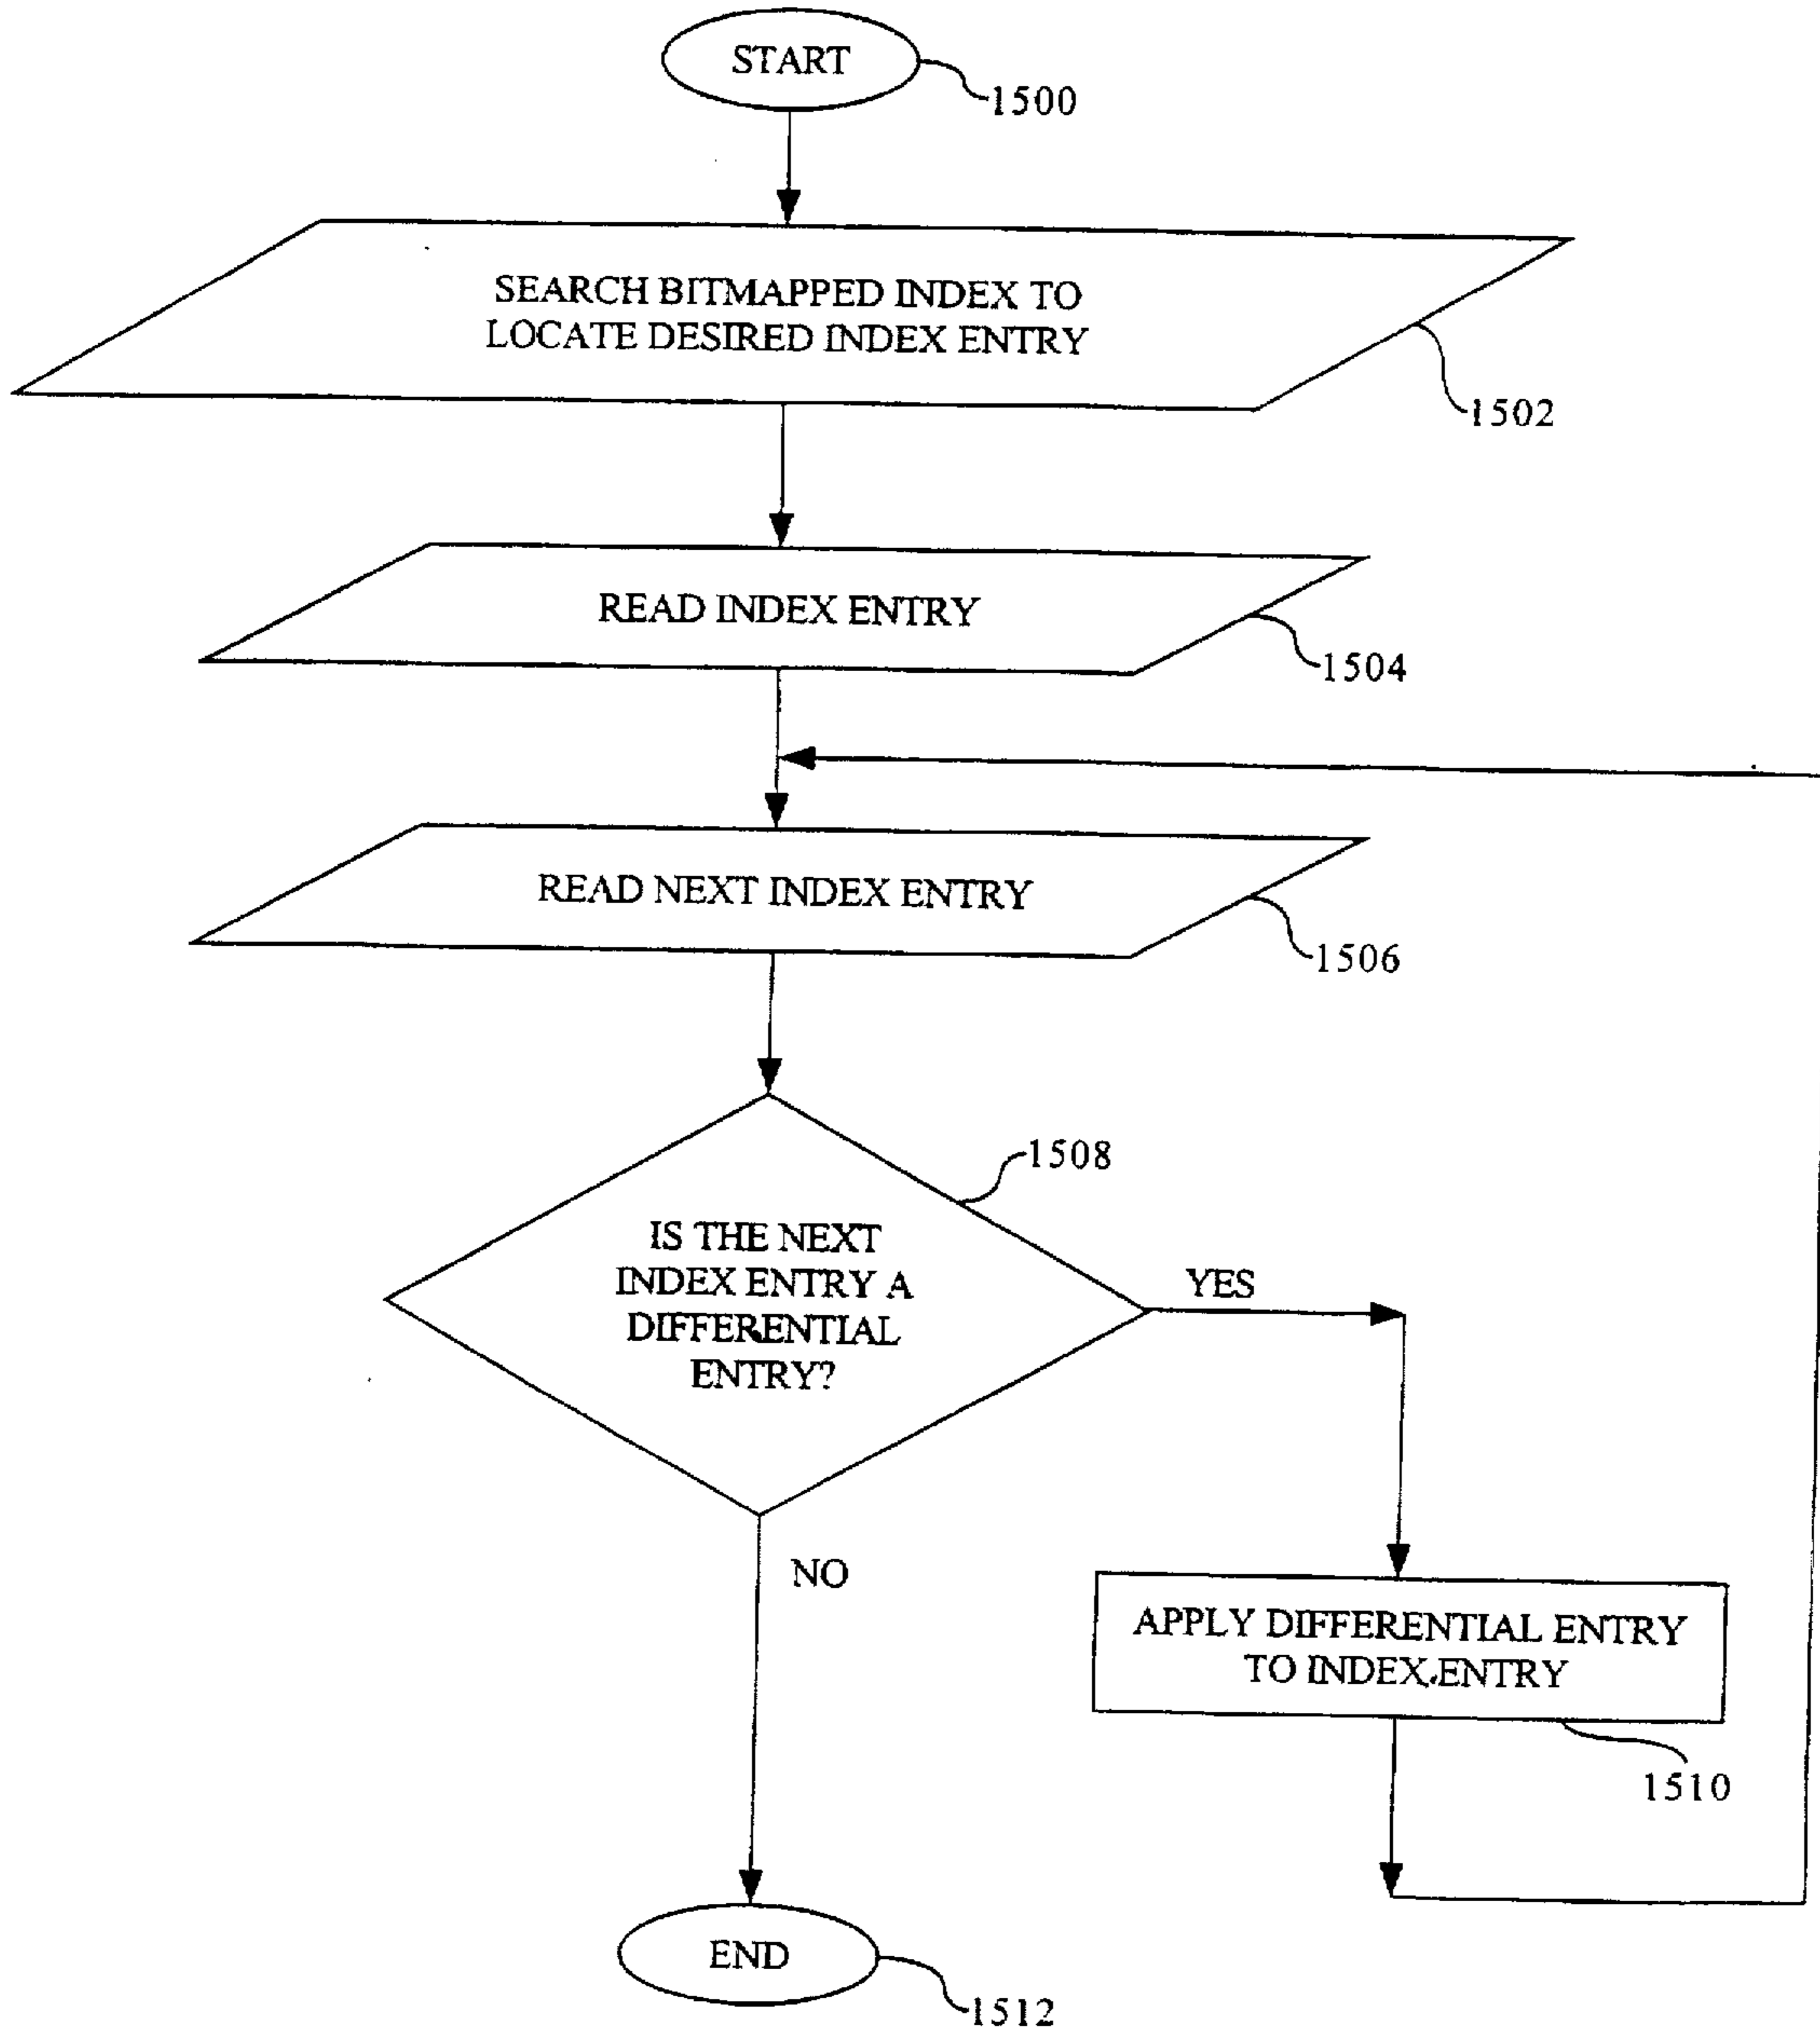 START
1500
SEARCH BITMAPPED INDEX TO
LOCATE DESIRED INDEX ENTRY
1502
READ INDEX ENTRY
1504
READ NEXT INDEX ENTRY
1506
1508
IS THE NEXT
INDEX ENTRY A
DIFFERENTIAL
ENTRY?
YES
NO
APPLY DIFFERENTIAL ENTRY
TO INDEX ENTRY
1510
END
1512